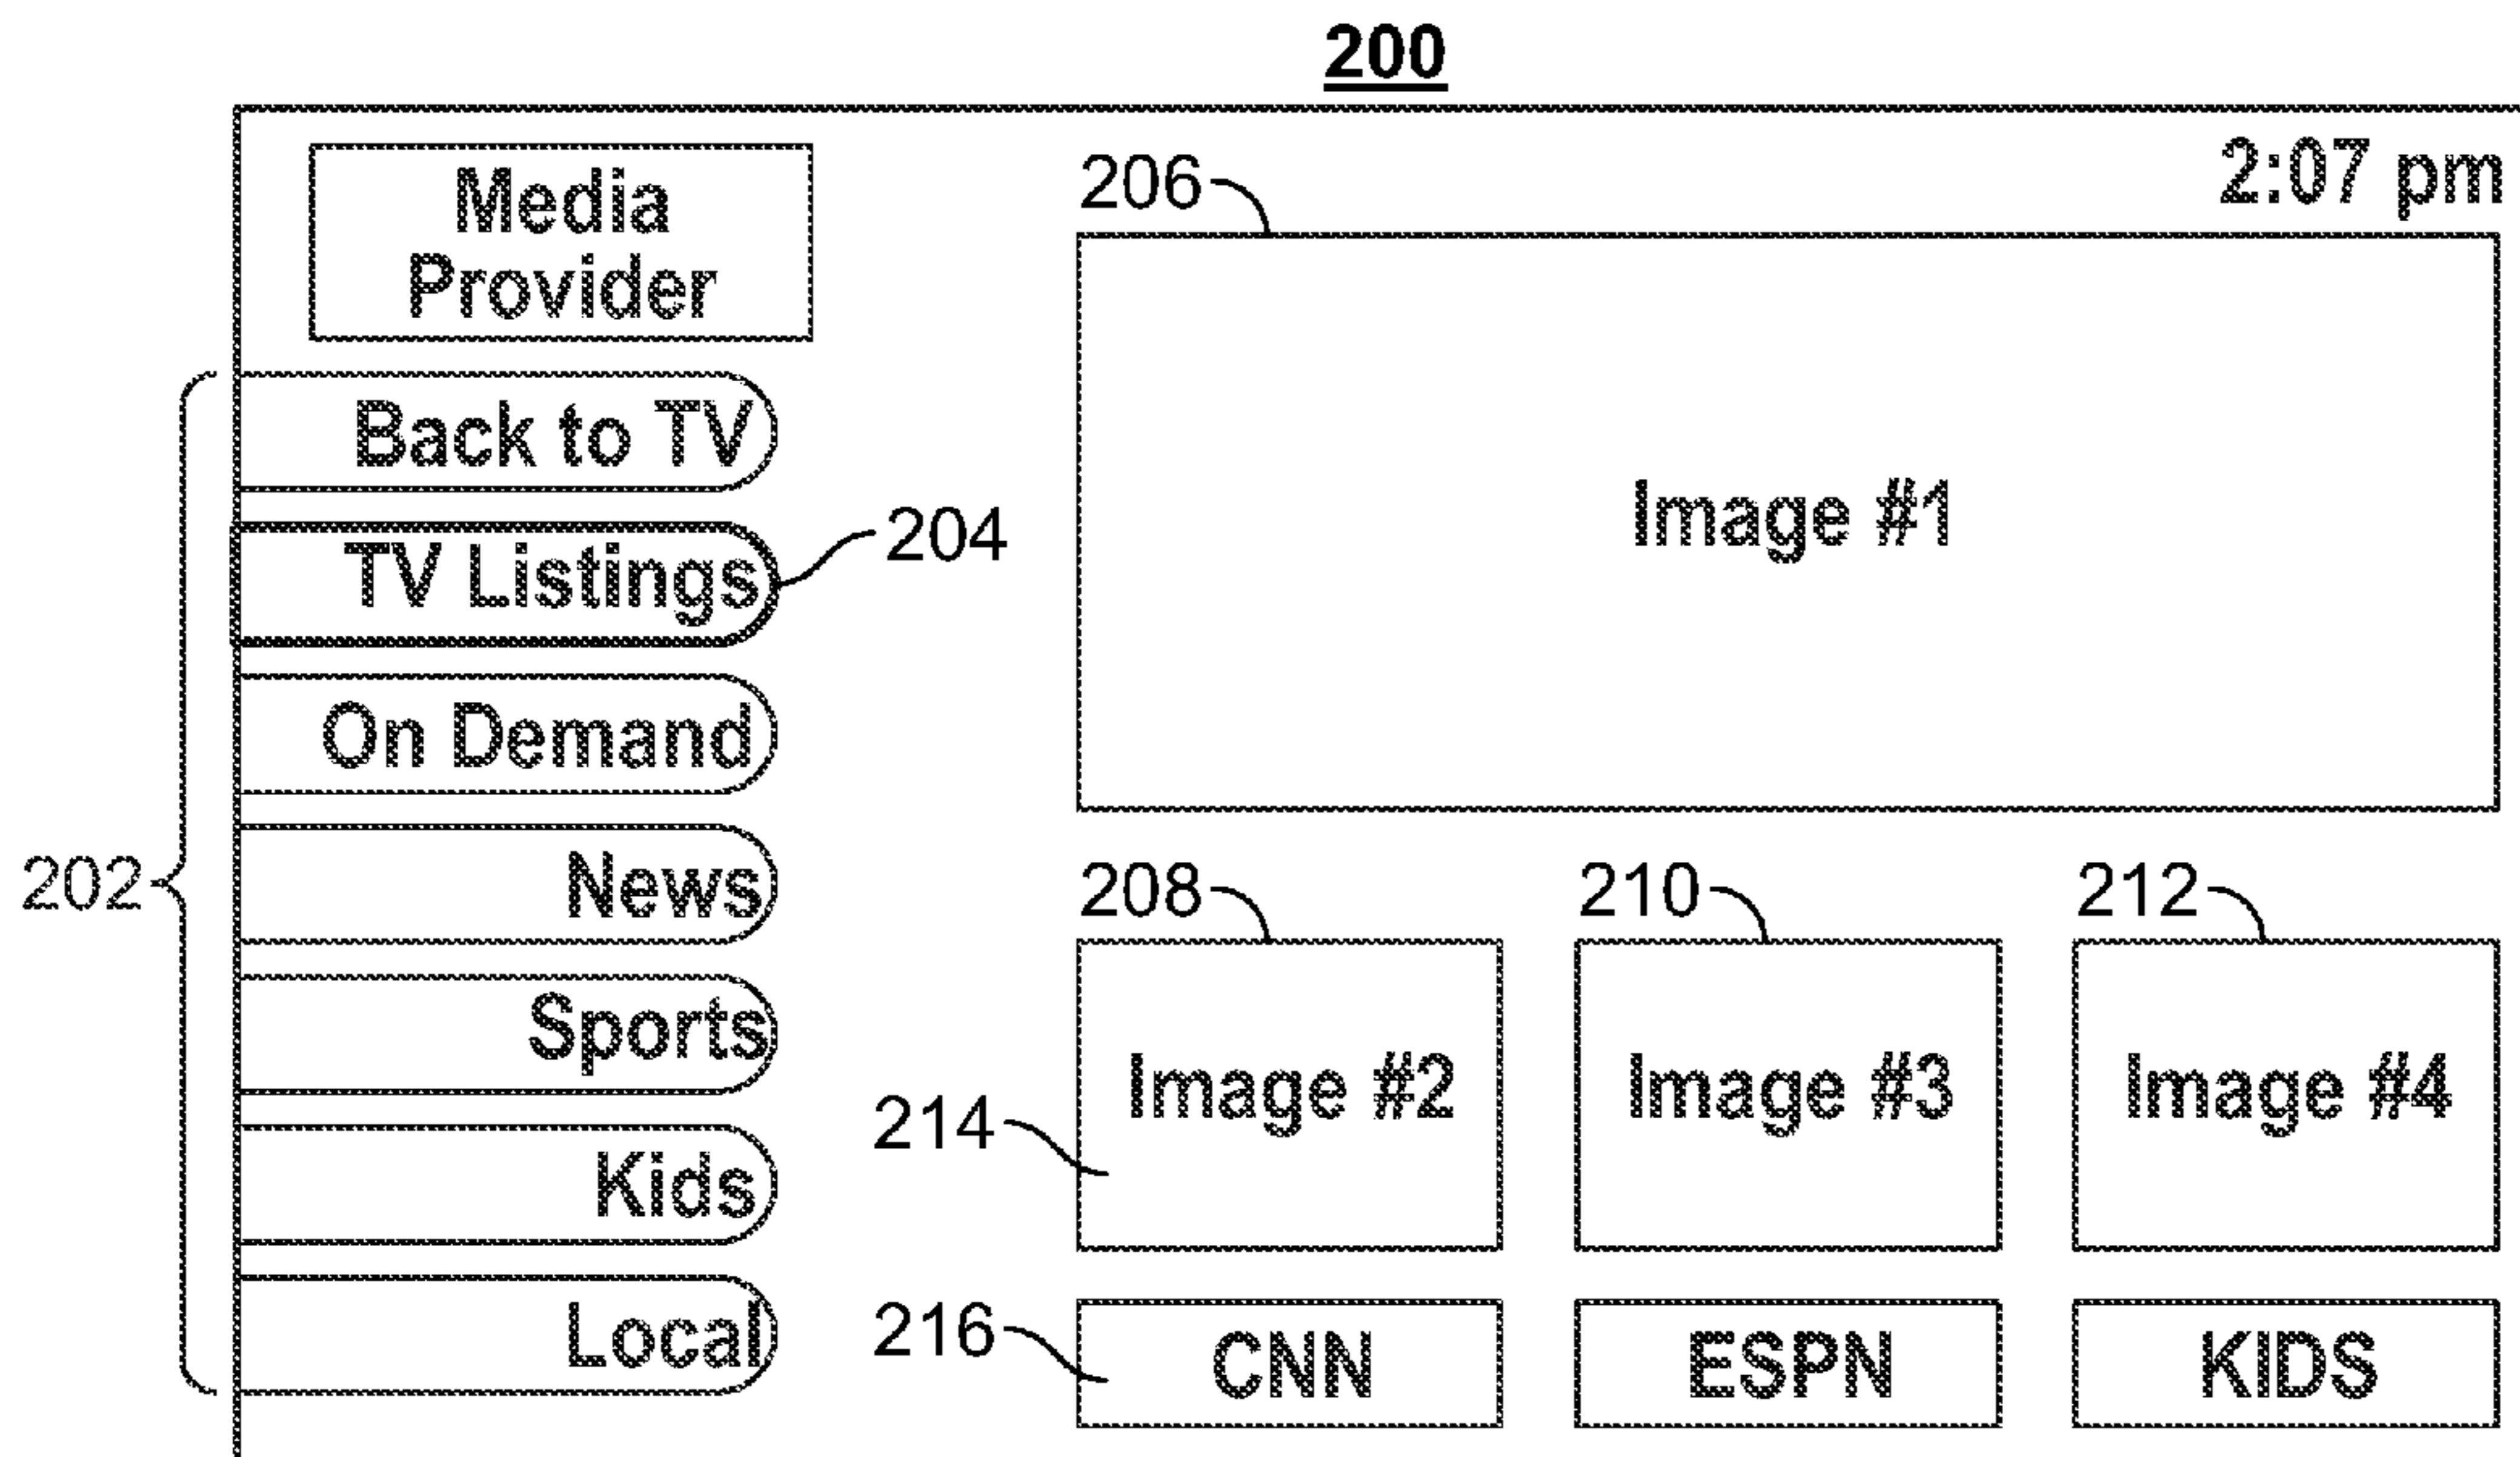 200
2:07 pm
Media
Provider
206
Back to TV
Image #1
TV Listings
204
On Demand
202
News
208
210
212
Sports
Image #2
Image #3
Image #4
214
Kids
216
Local
CNN
ESPN
KIDS